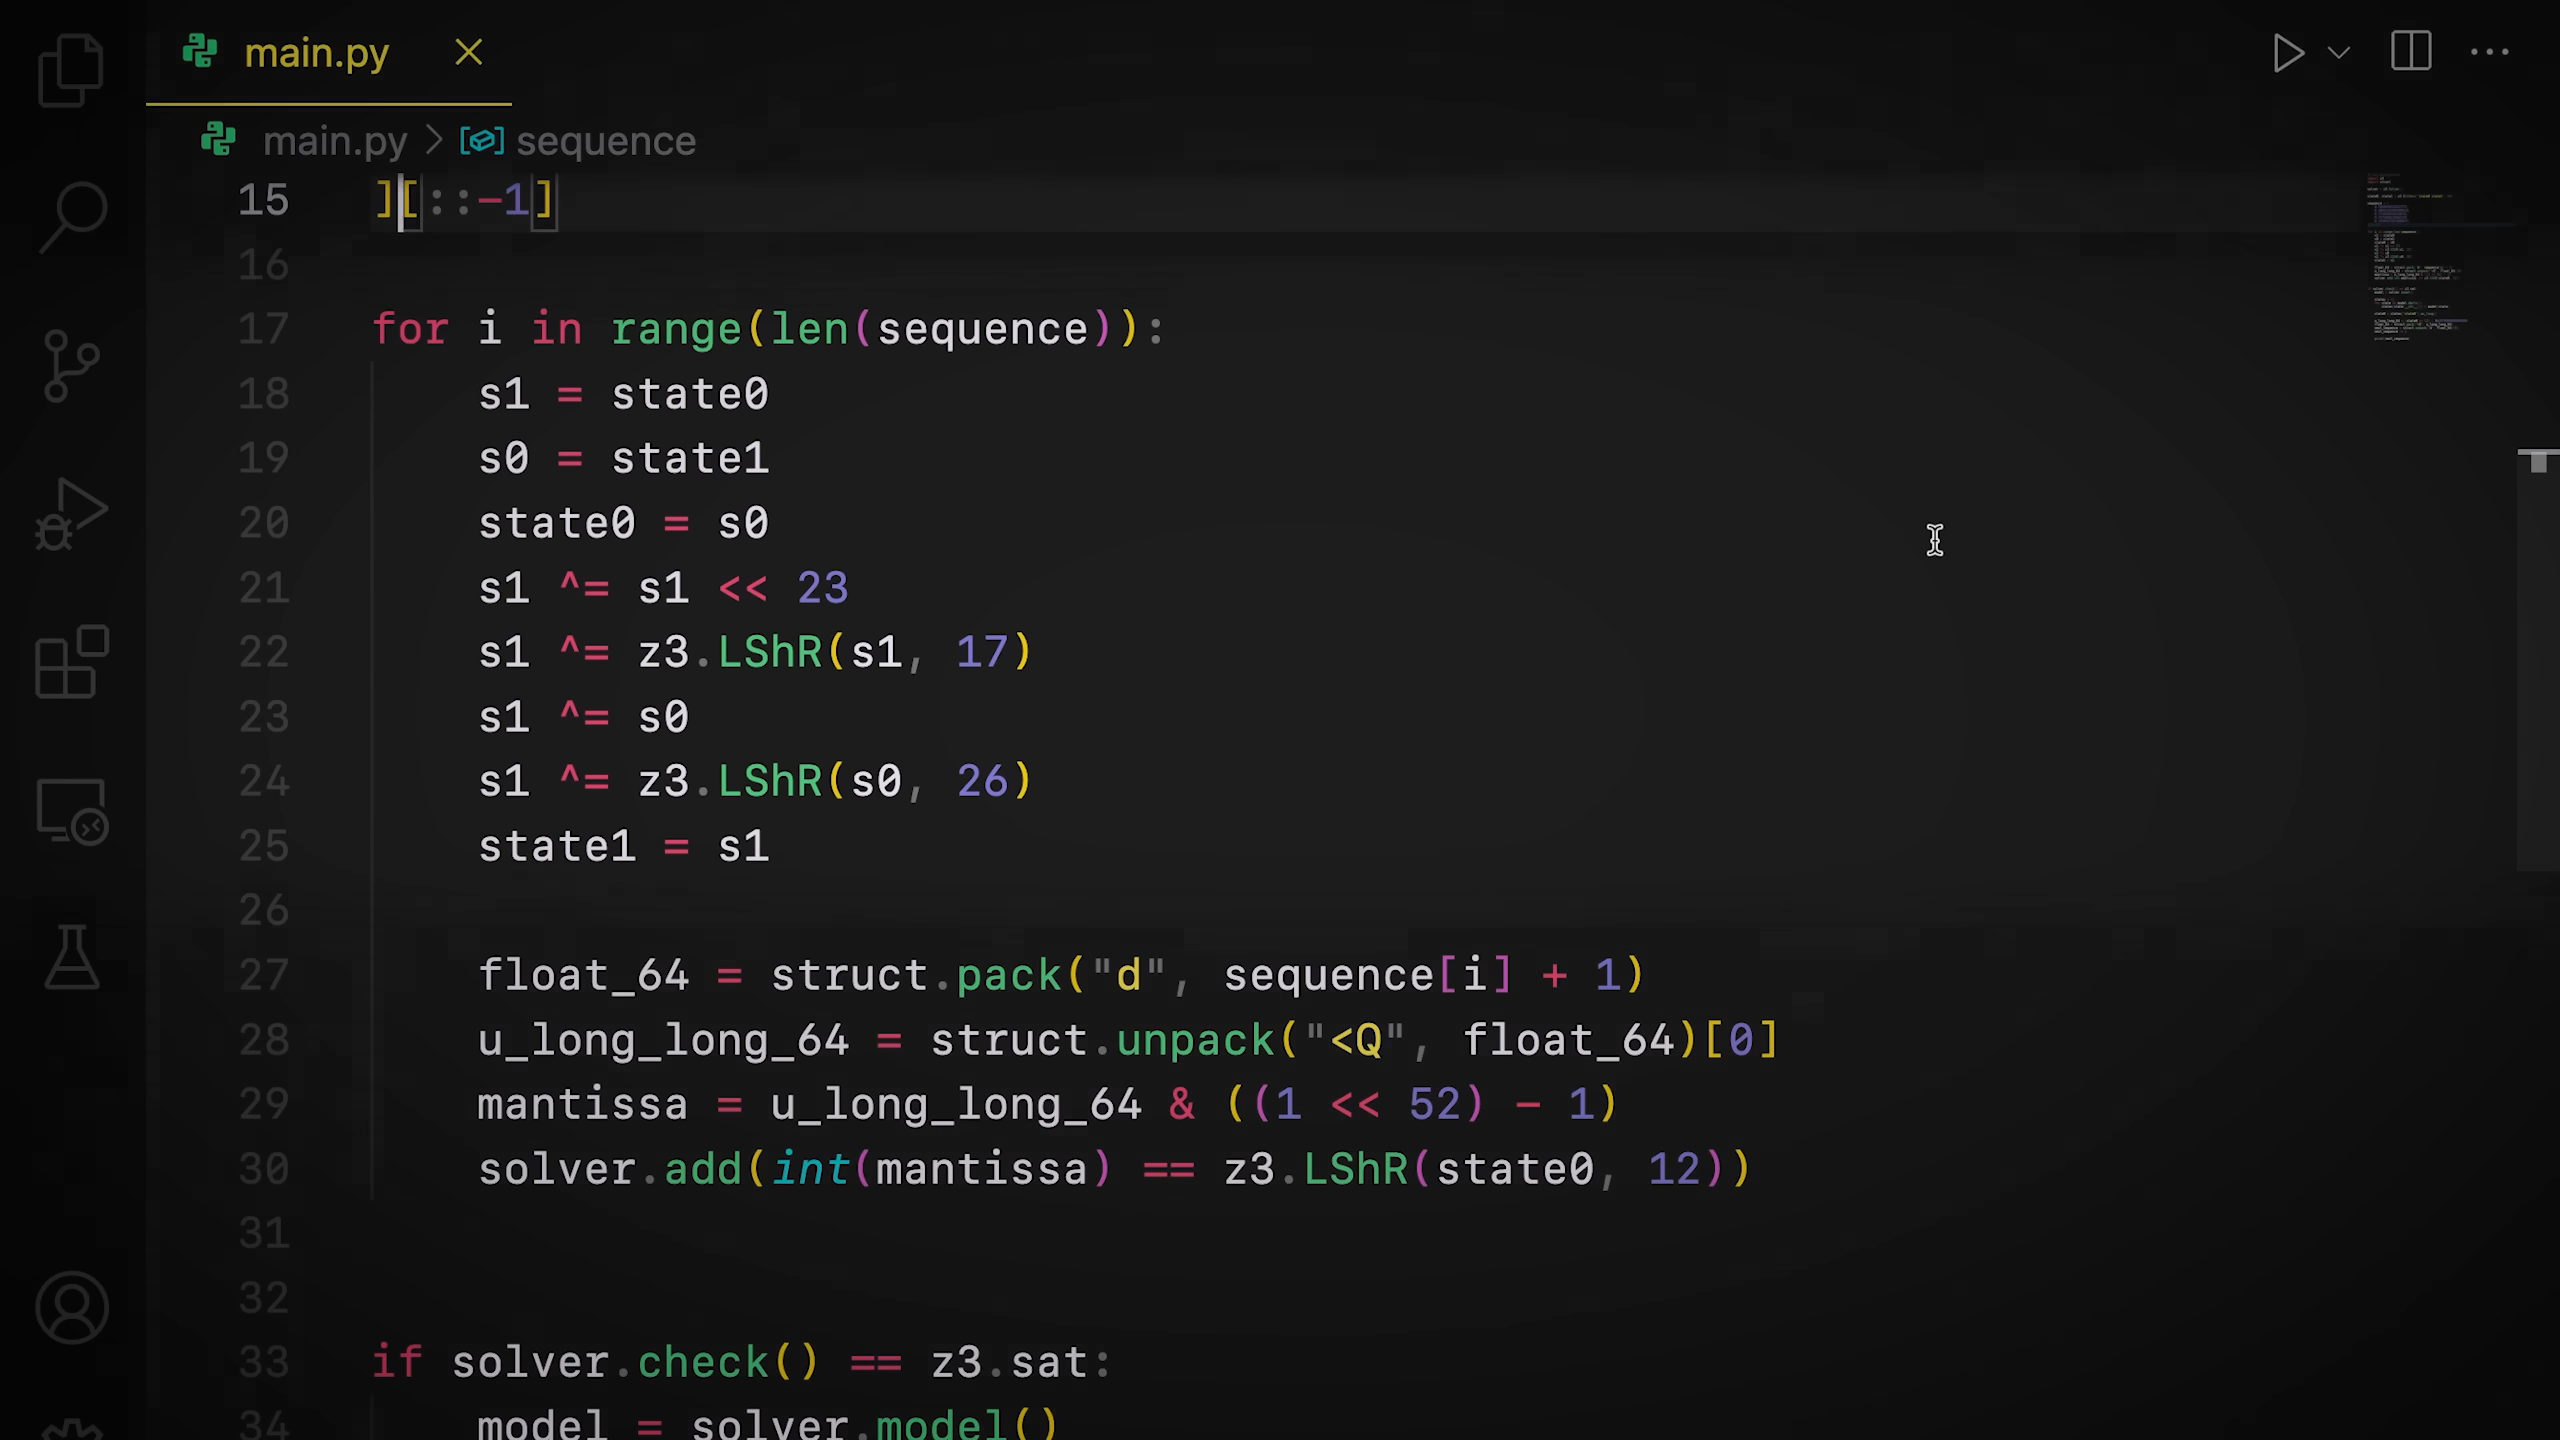 main.py
main.py > sequence
15 ][::-1]
16
17 for i in range(len(sequence)):
18 s1 = state0
19 s0 = state1
20 state0 = s0
21 s1 ^= s1 << 23
22 s1 ^= z3.LShR(s1, 17)
23 s1 ^= s0
24 s1 ^= z3.LShR(s0, 26)
25 state1 = s1
26
27 float_64 = struct.pack("d", sequence[i] + 1)
28 u_long_long_64 = struct.unpack("<Q", float_64)[0]
29 mantissa = u_long_long_64 & ((1 << 52) - 1)
30 solver.add(int(mantissa) == z3.LShR(state0, 12))
31
32
33 if solver.check() == z3.sat:
34 model = solver.model()